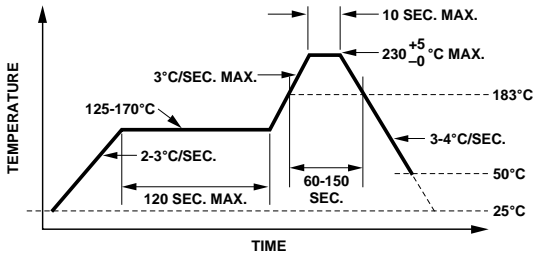 10 SEC. MAX.
230 +5 –0 °C MAX.
3°C/SEC. MAX.
183°C
125-170°C
TEMPERATURE
2-3°C/SEC.
3-4°C/SEC.
60-150
SEC.
120 SEC. MAX.
50°C
25°C
TIME